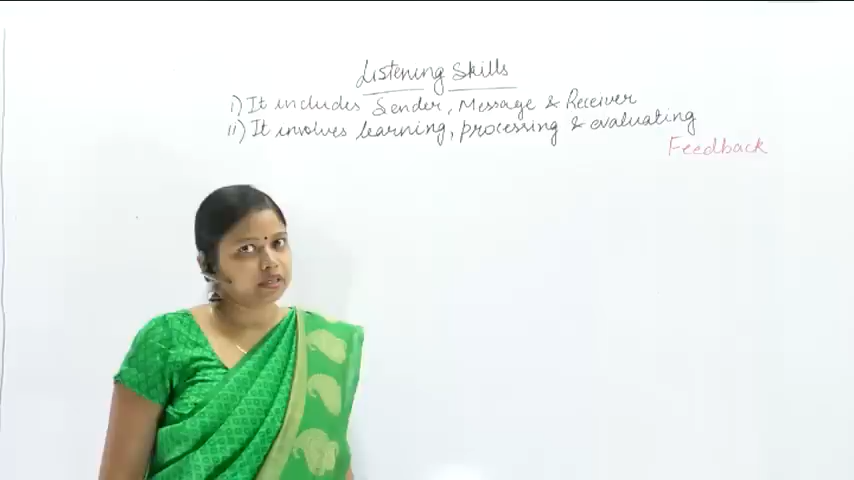 Listening Skills
i) It includes Sender, Message & Receiver
ii) It involves learning, processing & evaluating
Feedback